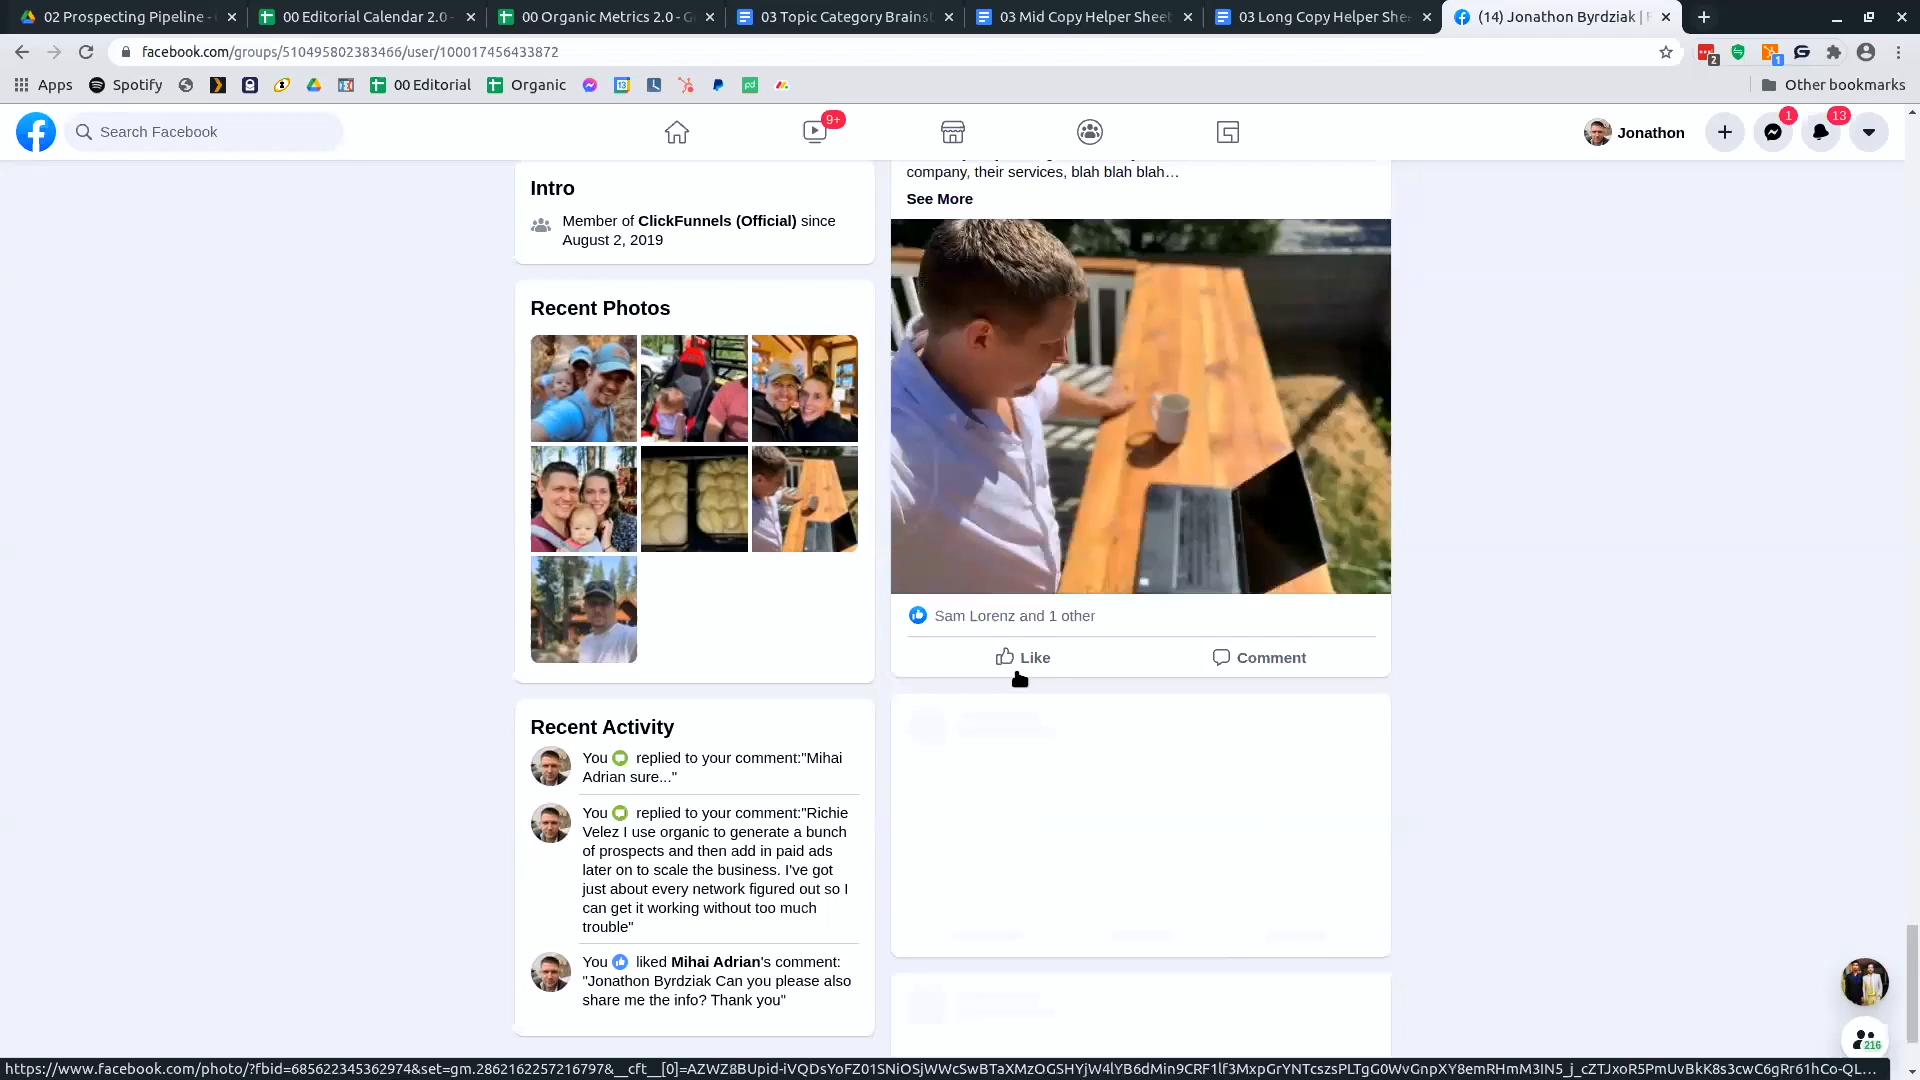 02 Prospecting Pipeline -
00 Editorial Calendar 2.0 -
00 Organic Metrics 2.0 - G
03 Topic Category Brains
03 Mid Copy Helper Sheet
03 Long Copy Helper She
(14) Jonathon Byrdziak |
facebook.com/groups/510495802383466/user/100017456433872
2
1
Apps
Spotify
00 Editorial
Organic
13
pd
Other bookmarks
Search Facebook
9+
Jonathon
1
13
company, their services, blah blah blah…
See More
Intro
Member of ClickFunnels (Official) since
August 2, 2019
Recent Photos
Sam Lorenz and 1 other
Like
Comment
Recent Activity
You replied to your comment:"Mihai
Adrian sure..."
You replied to your comment:"Richie
Velez I use organic to generate a bunch
of prospects and then add in paid ads
later on to scale the business. I've got
just about every network figured out so I
can get it working without too much
trouble"
You liked Mihai Adrian's comment:
"Jonathon Byrdziak Can you please also
share me the info? Thank you"
216